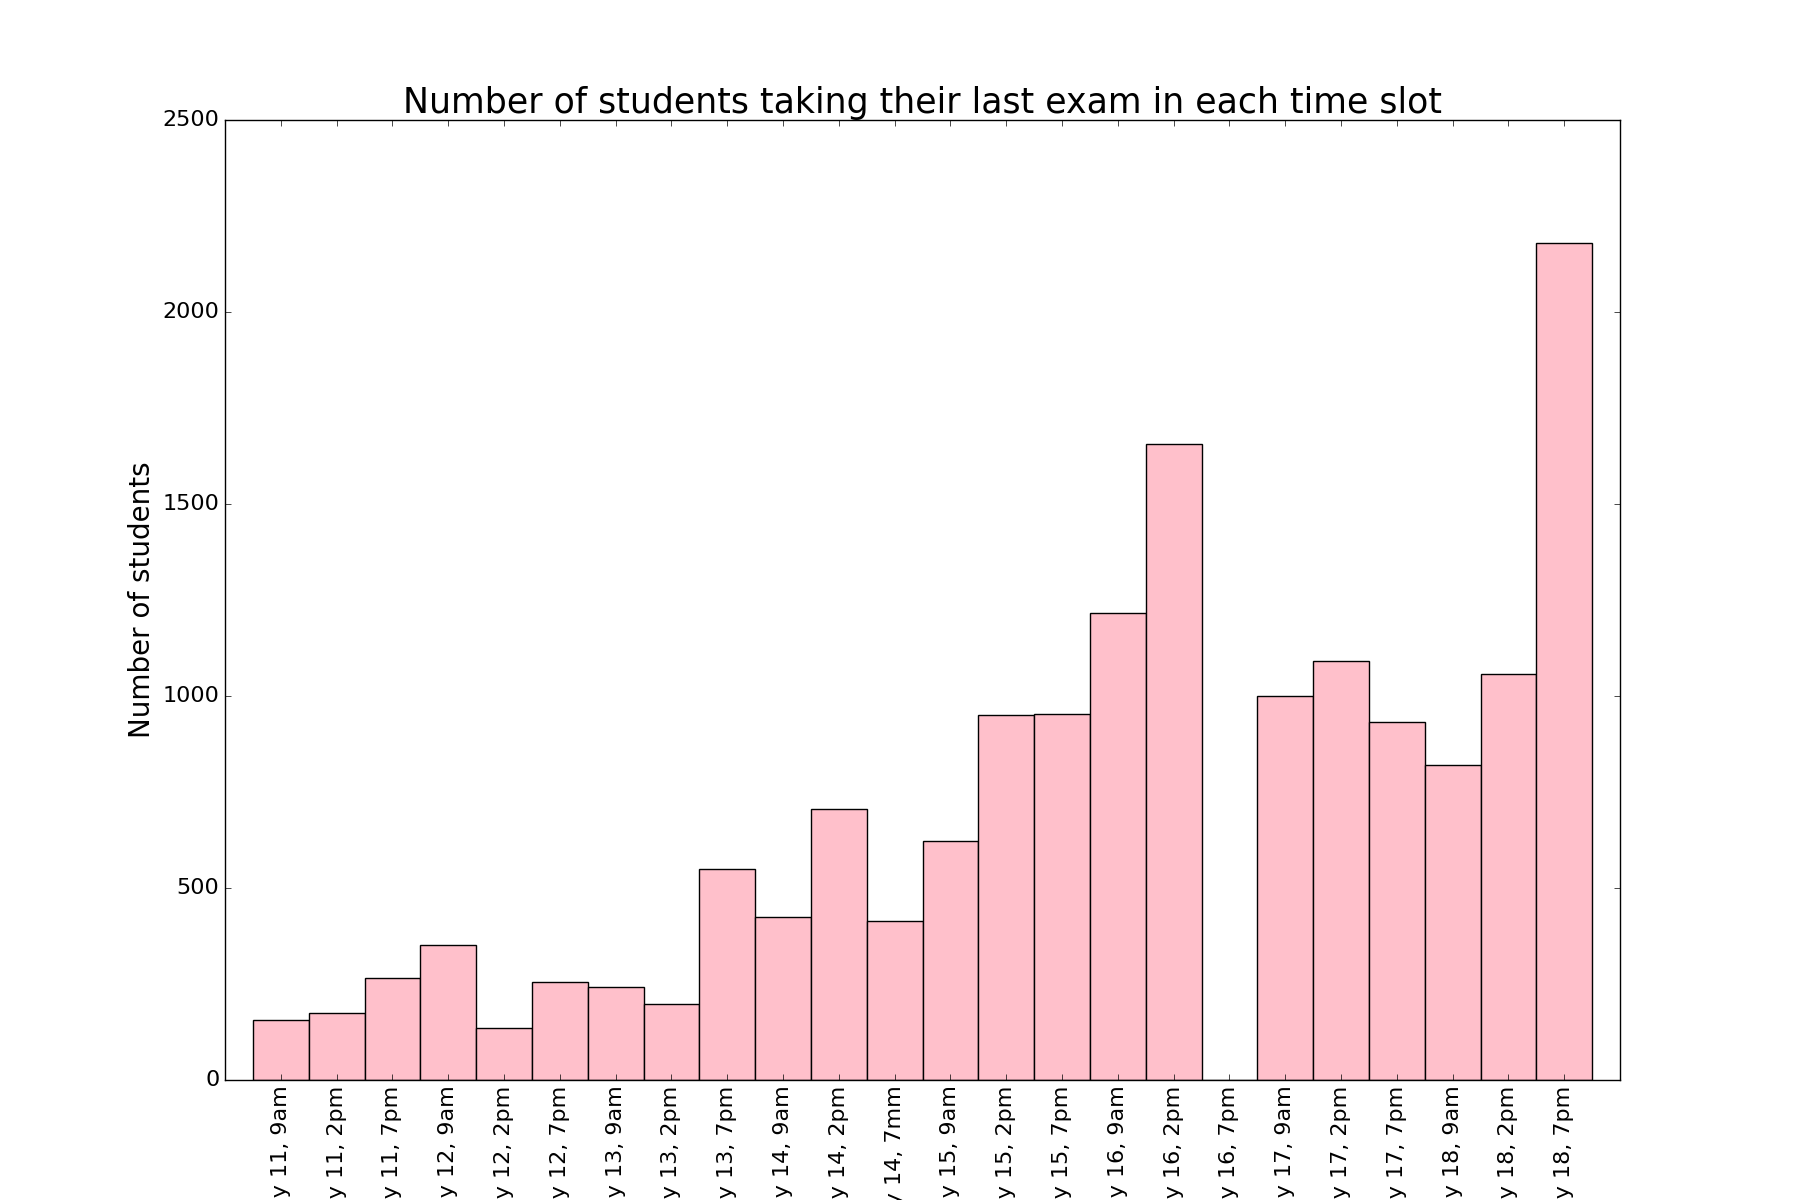 Number of students taking their last exam in each time slot
Number of students
2500
2000
1500
1000
500
0
y 11, 9am
y 11, 2pm
y 11, 7pm
y 12, 9am
y 12, 2pm
y 12, 7pm
y 13, 9am
y 13, 2pm
y 13, 7pm
y 14, 9am
y 14, 2pm
y 14, 7mm
y 15, 9am
y 15, 2pm
y 15, 7pm
y 16, 9am
y 16, 2pm
y 16, 7pm
y 17, 9am
y 17, 2pm
y 17, 7pm
y 18, 9am
y 18, 2pm
y 18, 7pm